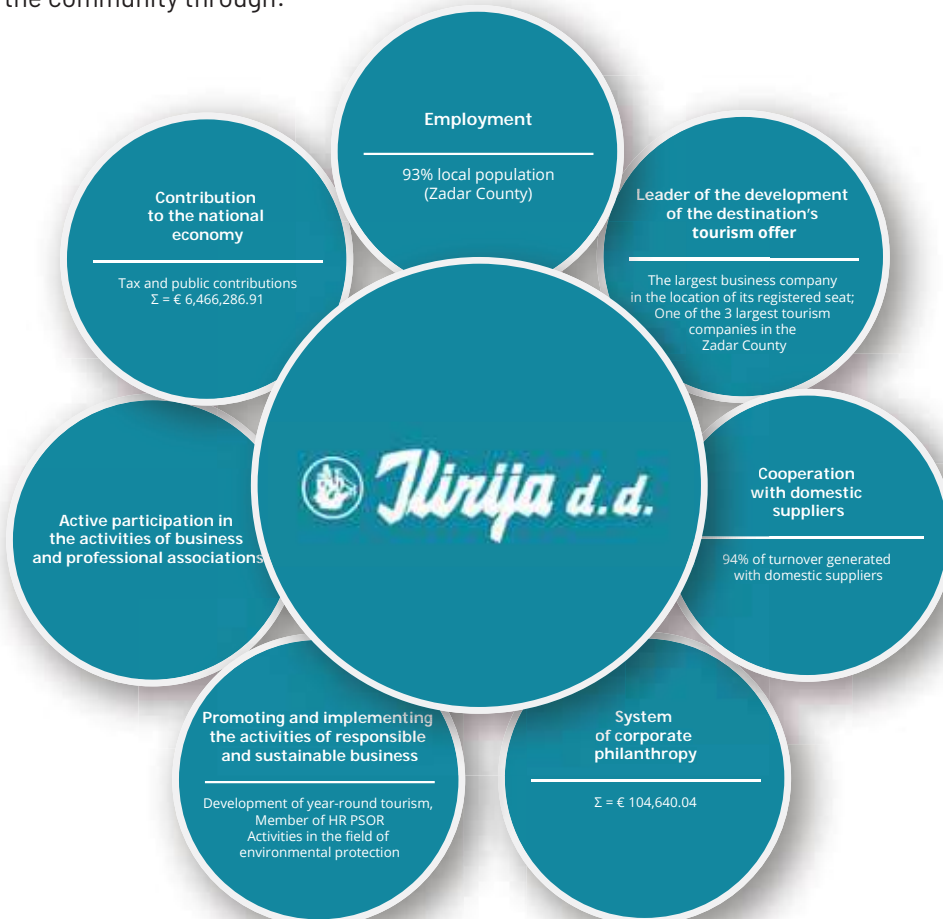 the community through:
Employment
93% local population
(Zadar County)
Contribution
to the national
economy
Tax and public contributions
Σ = € 6,466,286.91
Leader of the development
of the destination's
tourism offer
The largest business company
in the location of its registered seat;
One of the 3 largest tourism
companies in the
Zadar County
Ilirija d.d.
Cooperation
with domestic
suppliers
94% of turnover generated
with domestic suppliers
Active participation in
the activities of business
and professional associations
Promoting and implementing
the activities of responsible
and sustainable business
Development of year-round tourism,
Member of HR PSOR
Activities in the field of
environmental protection
System
of corporate
philanthropy
Σ = € 104,640.04